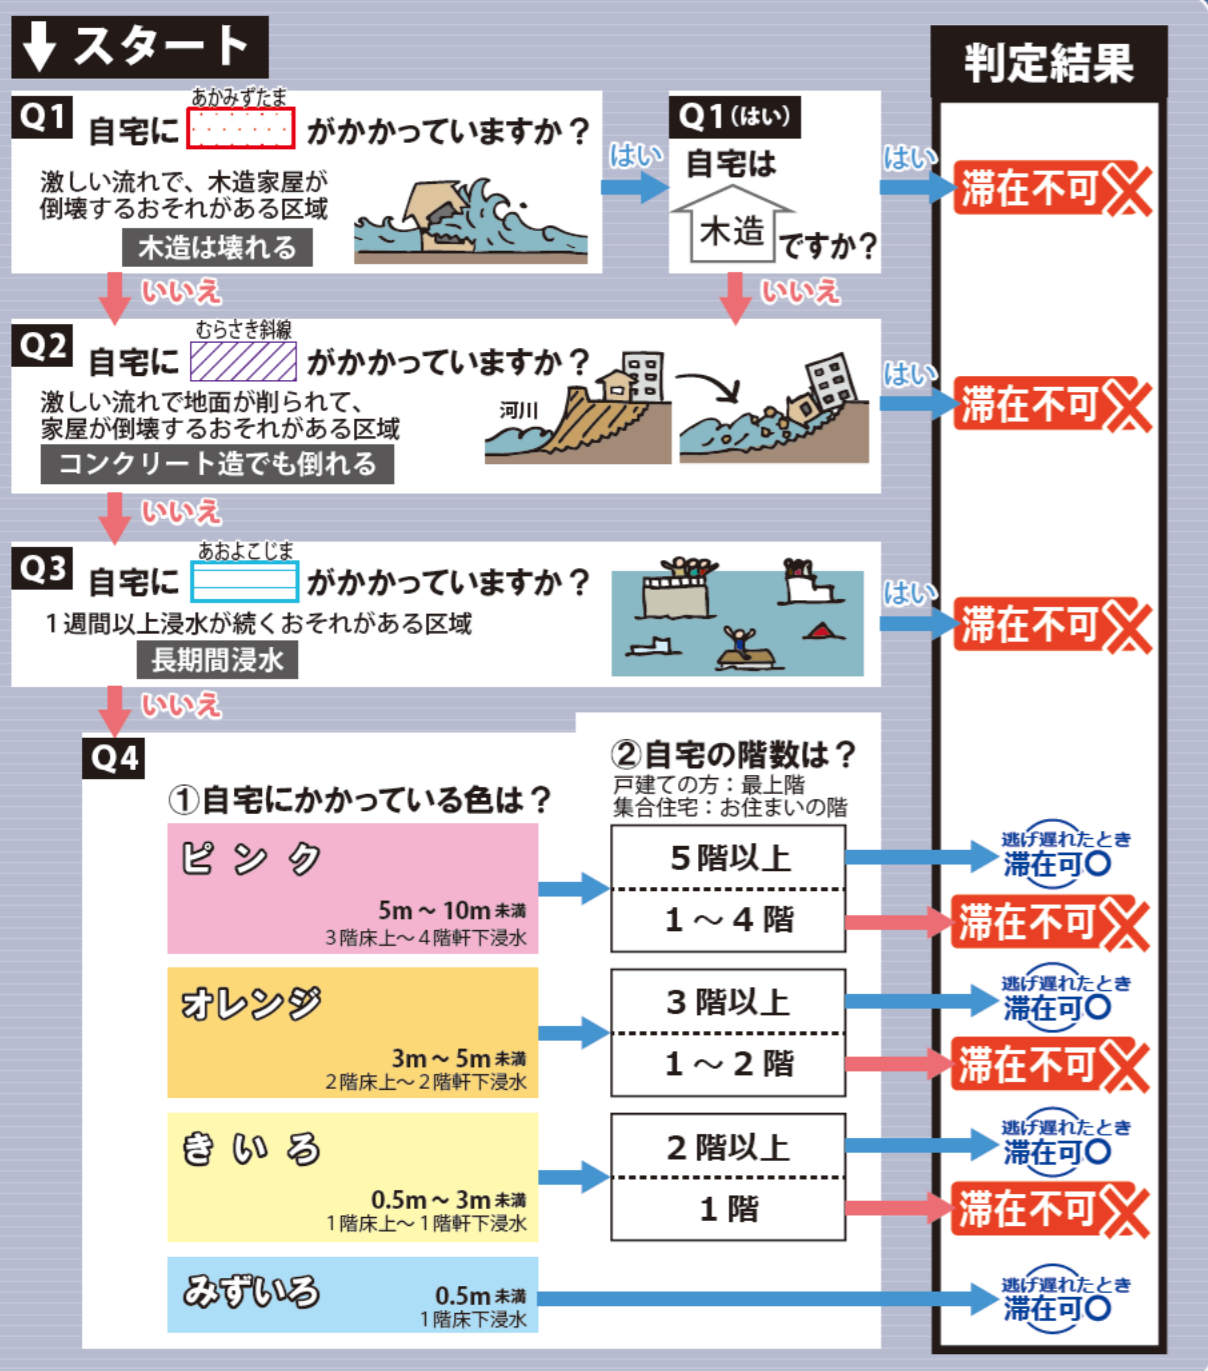 スタート
判定結果
Q1
あかみずたま
自宅に がかかっていますか？
激しい流れで、木造家屋が
倒壊するおそれがある区域
木造は壊れる
はい
Q1（はい）
自宅は
木造
ですか？
はい
滞在不可
いいえ
いいえ
Q2
むらさき斜線
自宅に がかかっていますか？
激しい流れで地面が削られて、
家屋が倒壊するおそれがある区域
コンクリート造でも倒れる
河川
はい
滞在不可
いいえ
Q3
あおよこじま
自宅に がかかっていますか？
1週間以上浸水が続くおそれがある区域
長期間浸水
はい
滞在不可
いいえ
Q4
①自宅にかかっている色は？
②自宅の階数は？
戸建ての方：最上階
集合住宅：お住まいの階
ピンク
5m～10m未満
3階床上～4階軒下浸水
5階以上
逃げ遅れたとき
滞在可〇
1～4階
滞在不可
オレンジ
3m～5m未満
2階床上～2階軒下浸水
3階以上
逃げ遅れたとき
滞在可〇
1～2階
滞在不可
きいろ
0.5m～3m未満
1階床上～1階軒下浸水
2階以上
逃げ遅れたとき
滞在可〇
1階
滞在不可
みずいろ
0.5m未満
1階床下浸水
逃げ遅れたとき
滞在可〇